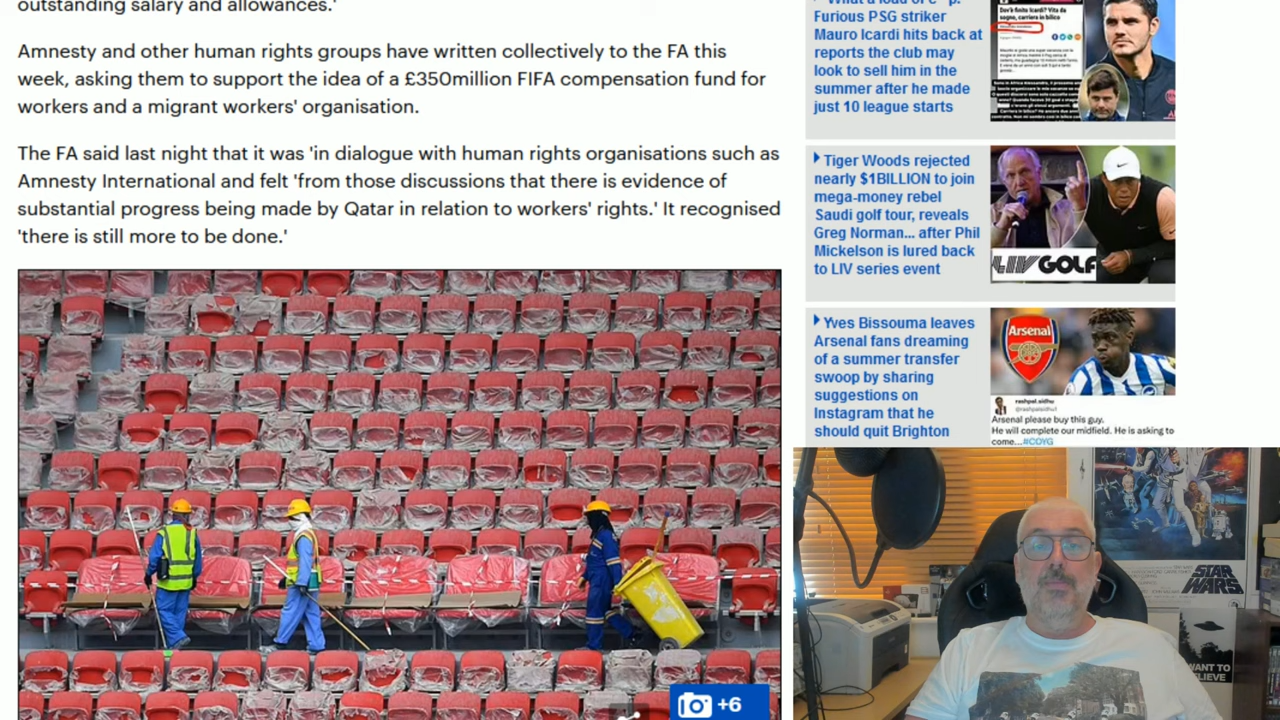 outstanding salary and allowances.'
Amnesty and other human rights groups have written collectively to the FA this
week, asking them to support the idea of a £350million FIFA compensation fund for
workers and a migrant workers' organisation.
The FA said last night that it was 'in dialogue with human rights organisations such as
Amnesty International and felt 'from those discussions that there is evidence of
substantial progress being made by Qatar in relation to workers' rights.' It recognised
'there is still more to be done.'
+6
Furious PSG striker
Mauro Icardi hits back at
reports the club may
look to sell him in the
summer after he made
just 10 league starts
Tiger Woods rejected
nearly $1BILLION to join
mega-money rebel
Saudi golf tour, reveals
Greg Norman... after Phil
Mickelson is lured back
to LIV series event
LIV GOLF
Yves Bissouma leaves
Arsenal fans dreaming
of a summer transfer
swoop by sharing
suggestions on
Instagram that he
should quit Brighton
Arsenal
rashpal sidhu
@rashpalsidhu1
Arsenal please buy this guy.
He will complete our midfield. He is asking to
come...#COYG
STAR
WARS
WANT TO
BELIEVE